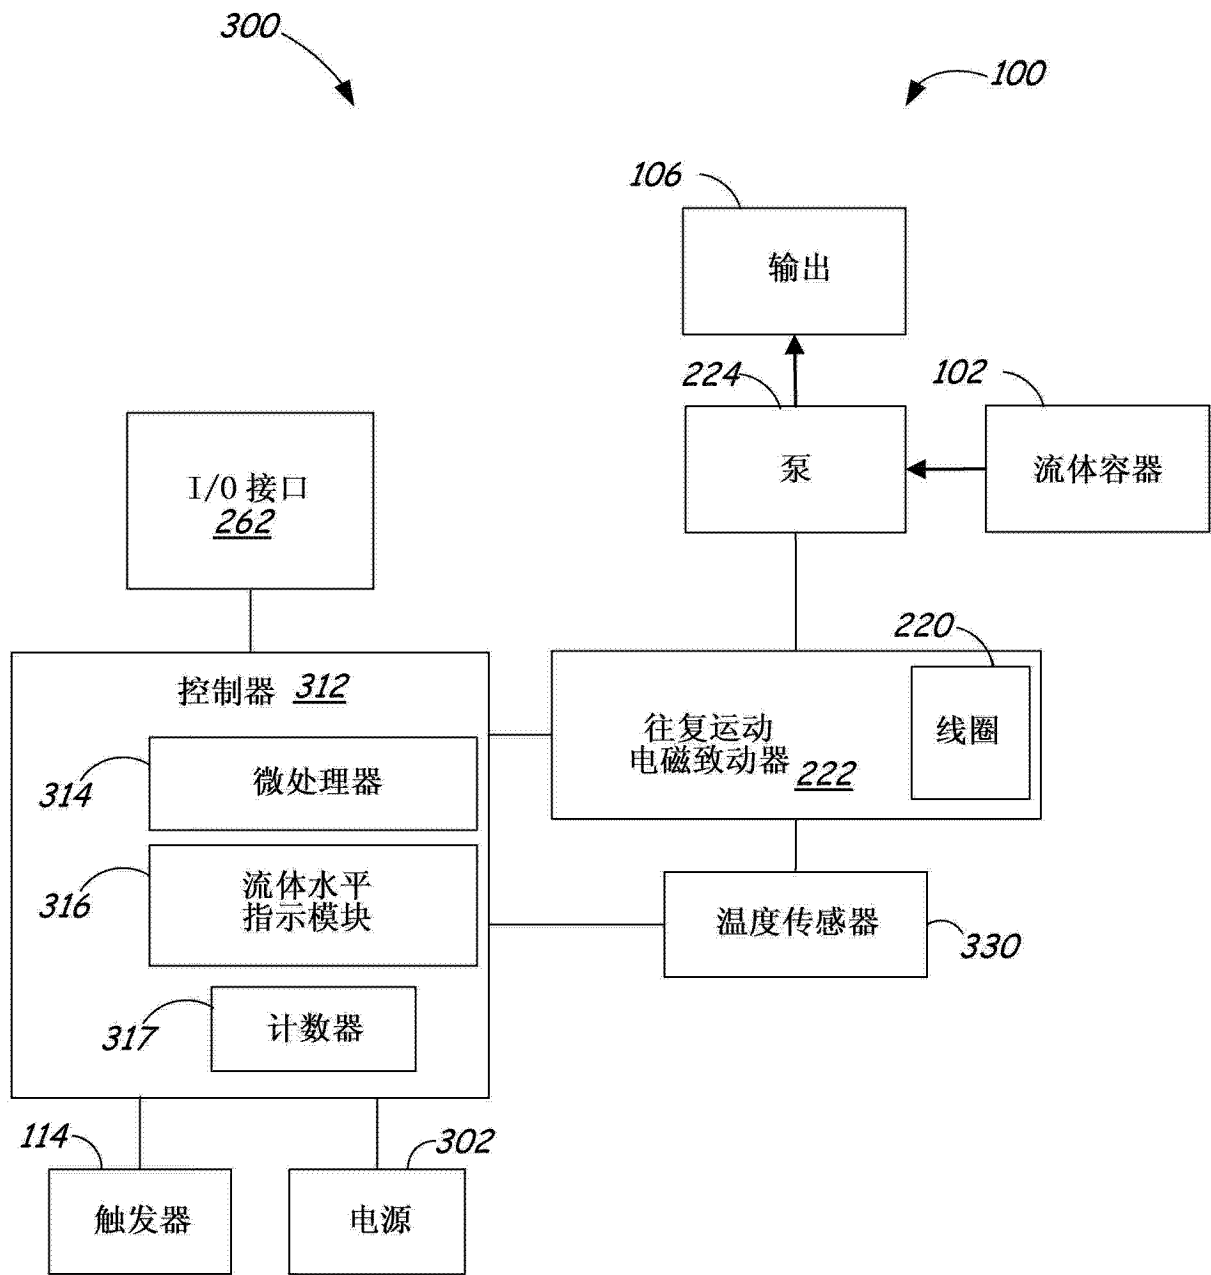 300
100
106
输出
224
102
泵
流体容器
I/O 接口
262
220
控制器 312
往复运动
电磁致动器 222
线圈
314
微处理器
316
流体水平
指示模块
温度传感器
330
317
计数器
114
302
触发器
电源